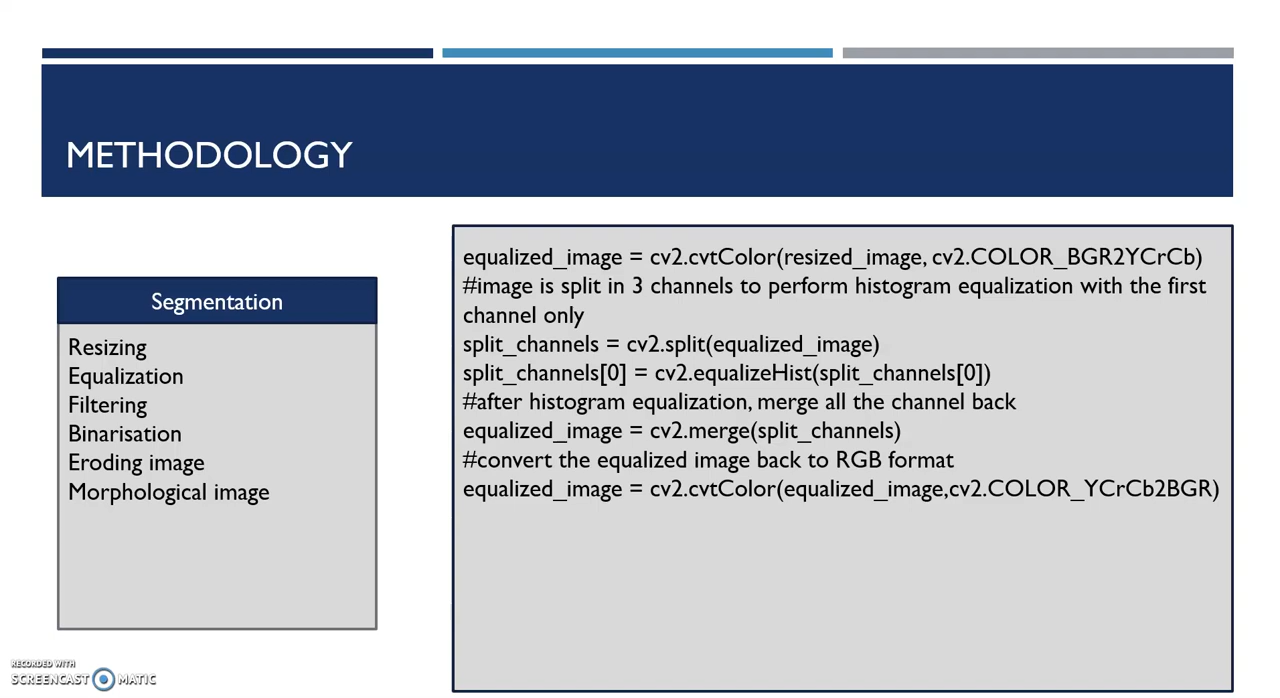 METHODOLOGY
Segmentation
Resizing
Equalization
Filtering
Binarisation
Eroding image
Morphological image
equalized_image = cv2.cvtColor(resized_image, cv2.COLOR_BGR2YCrCb)
#image is split in 3 channels to perform histogram equalization with the first
channel only
split_channels = cv2.split(equalized_image)
split_channels[0] = cv2.equalizeHist(split_channels[0])
#after histogram equalization, merge all the channel back
equalized_image = cv2.merge(split_channels)
#convert the equalized image back to RGB format
equalized_image = cv2.cvtColor(equalized_image,cv2.COLOR_YCrCb2BGR)
RECORDED WITH
SCREENCAST MATIC